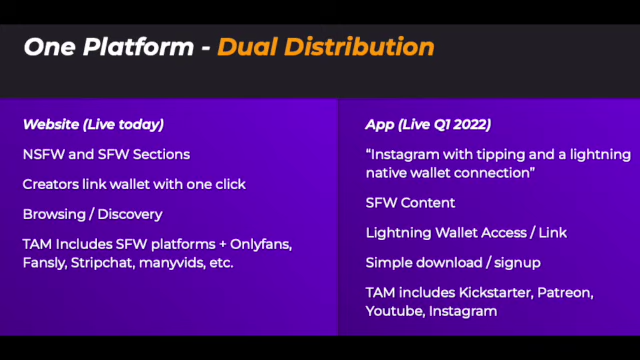 One Platform - Dual Distribution
Website (Live today)
NSFW and SFW Sections
Creators link wallet with one click
Browsing / Discovery
TAM Includes SFW platforms + Onlyfans,
Fansly, Stripchat, manyvids, etc.
App (Live Q1 2022)
“Instagram with tipping and a lightning
native wallet connection”
SFW Content
Lightning Wallet Access / Link
Simple download / signup
TAM includes Kickstarter, Patreon,
Youtube, Instagram